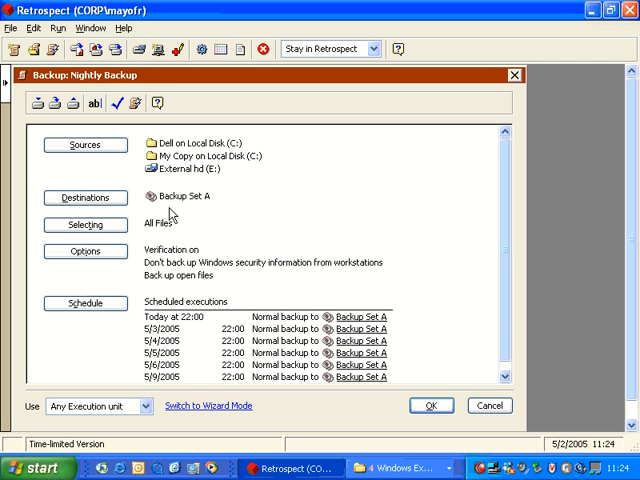 Retrospect (CORP\mayofr)
File Edit Run Window Help
Stay in Retrospect
Backup: Nightly Backup
ab|
Sources
Dell on Local Disk (C:)
My Copy on Local Disk (C:)
External hd (E:)
Destinations
Backup Set A
Selecting
All Files
Options
Verification on
Don't back up Windows security information from workstations
Back up open files
Schedule
Scheduled executions
Today at 22:00 Normal backup to Backup Set A
5/3/2005 22:00 Normal backup to Backup Set A
5/4/2005 22:00 Normal backup to Backup Set A
5/5/2005 22:00 Normal backup to Backup Set A
5/6/2005 22:00 Normal backup to Backup Set A
5/9/2005 22:00 Normal backup to Backup Set A
Use Any Execution unit Switch to Wizard Mode OK Cancel
Time-limited Version 5/2/2005 11:24
start Retrospect (CO... 4 Windows Ex... 11:24